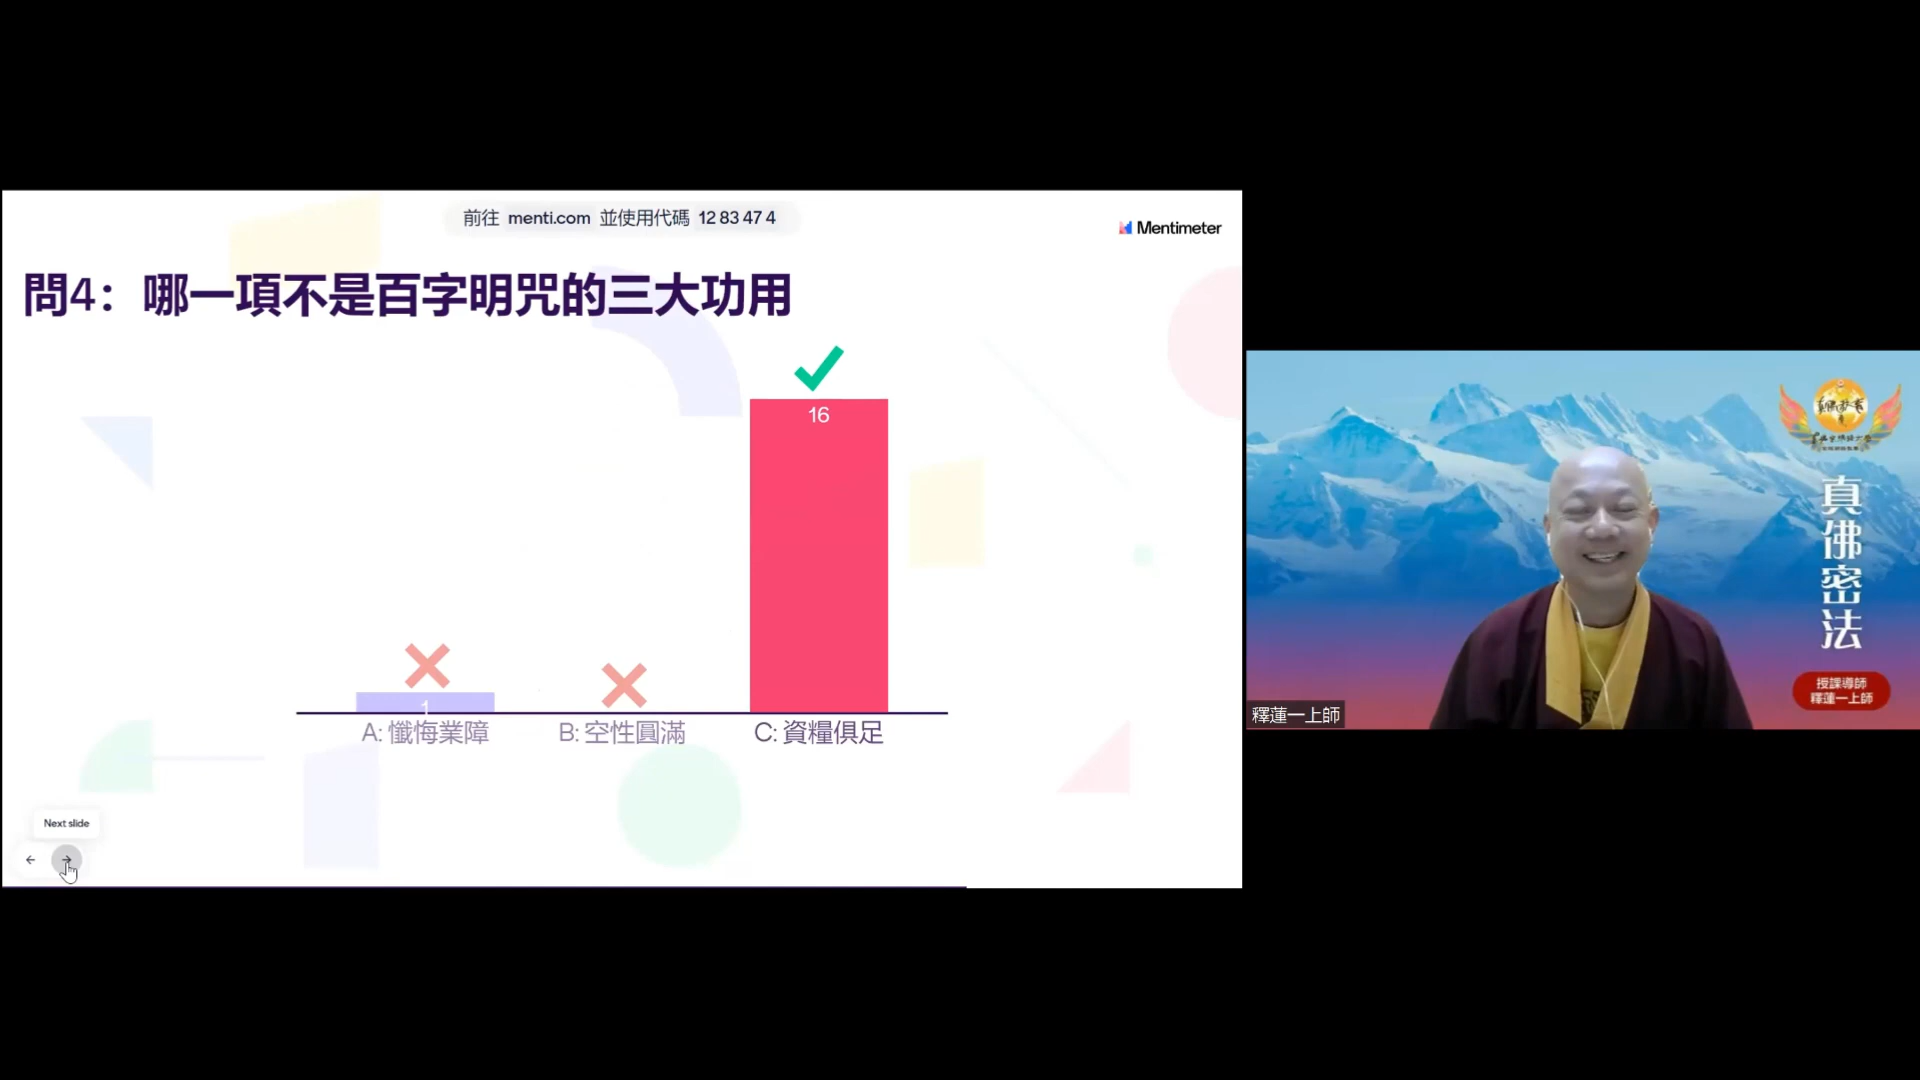 前往 menti.com 並使用代碼 12 83 47 4
Mentimeter
問4：哪一項不是百字明咒的三大功用
16
1
A: 懺悔業障
B: 空性圓滿
C: 資糧俱足
Next slide
真佛密法
授課導師
釋蓮一上師
釋蓮一上師